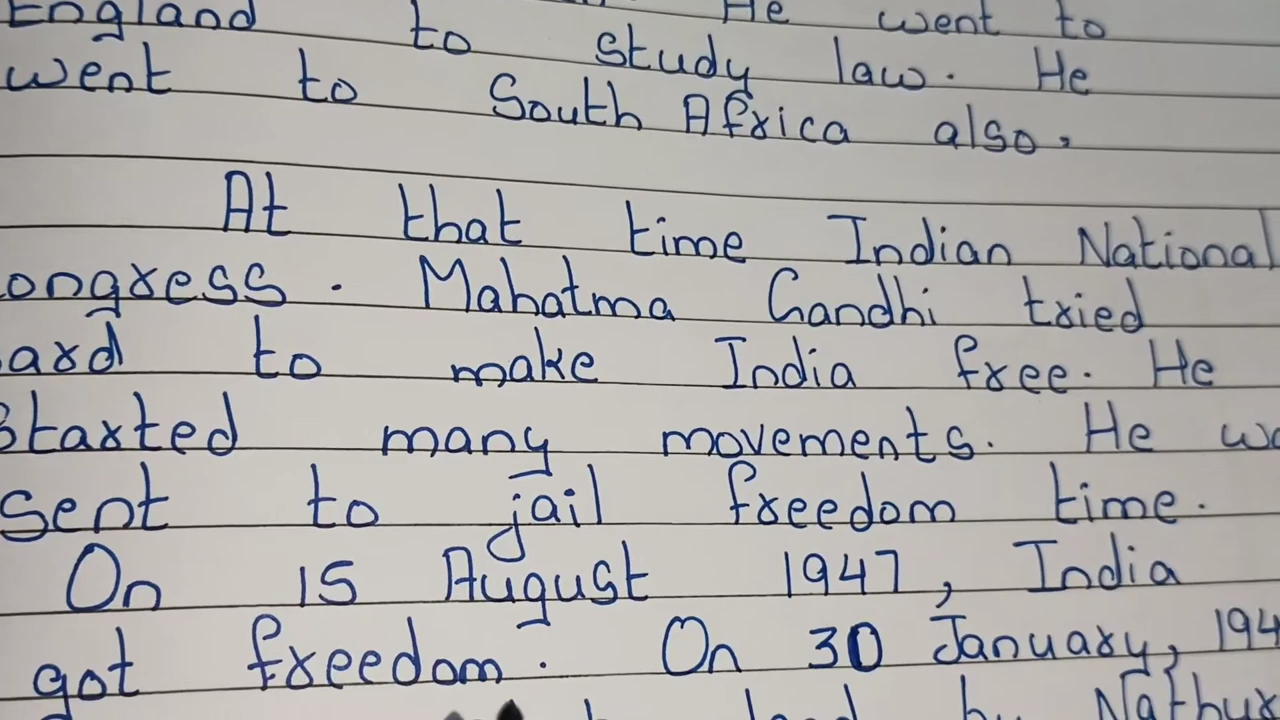 England He went to
to study law. He
went to South Africa also.
At that time Indian National
ongress. Mahatma Gandhi tried
ard to make India free. He
started many movements. He
sent to jail freedom time.
On 15 August 1947, India
got freedom. On 30 January, 194
by Nathur